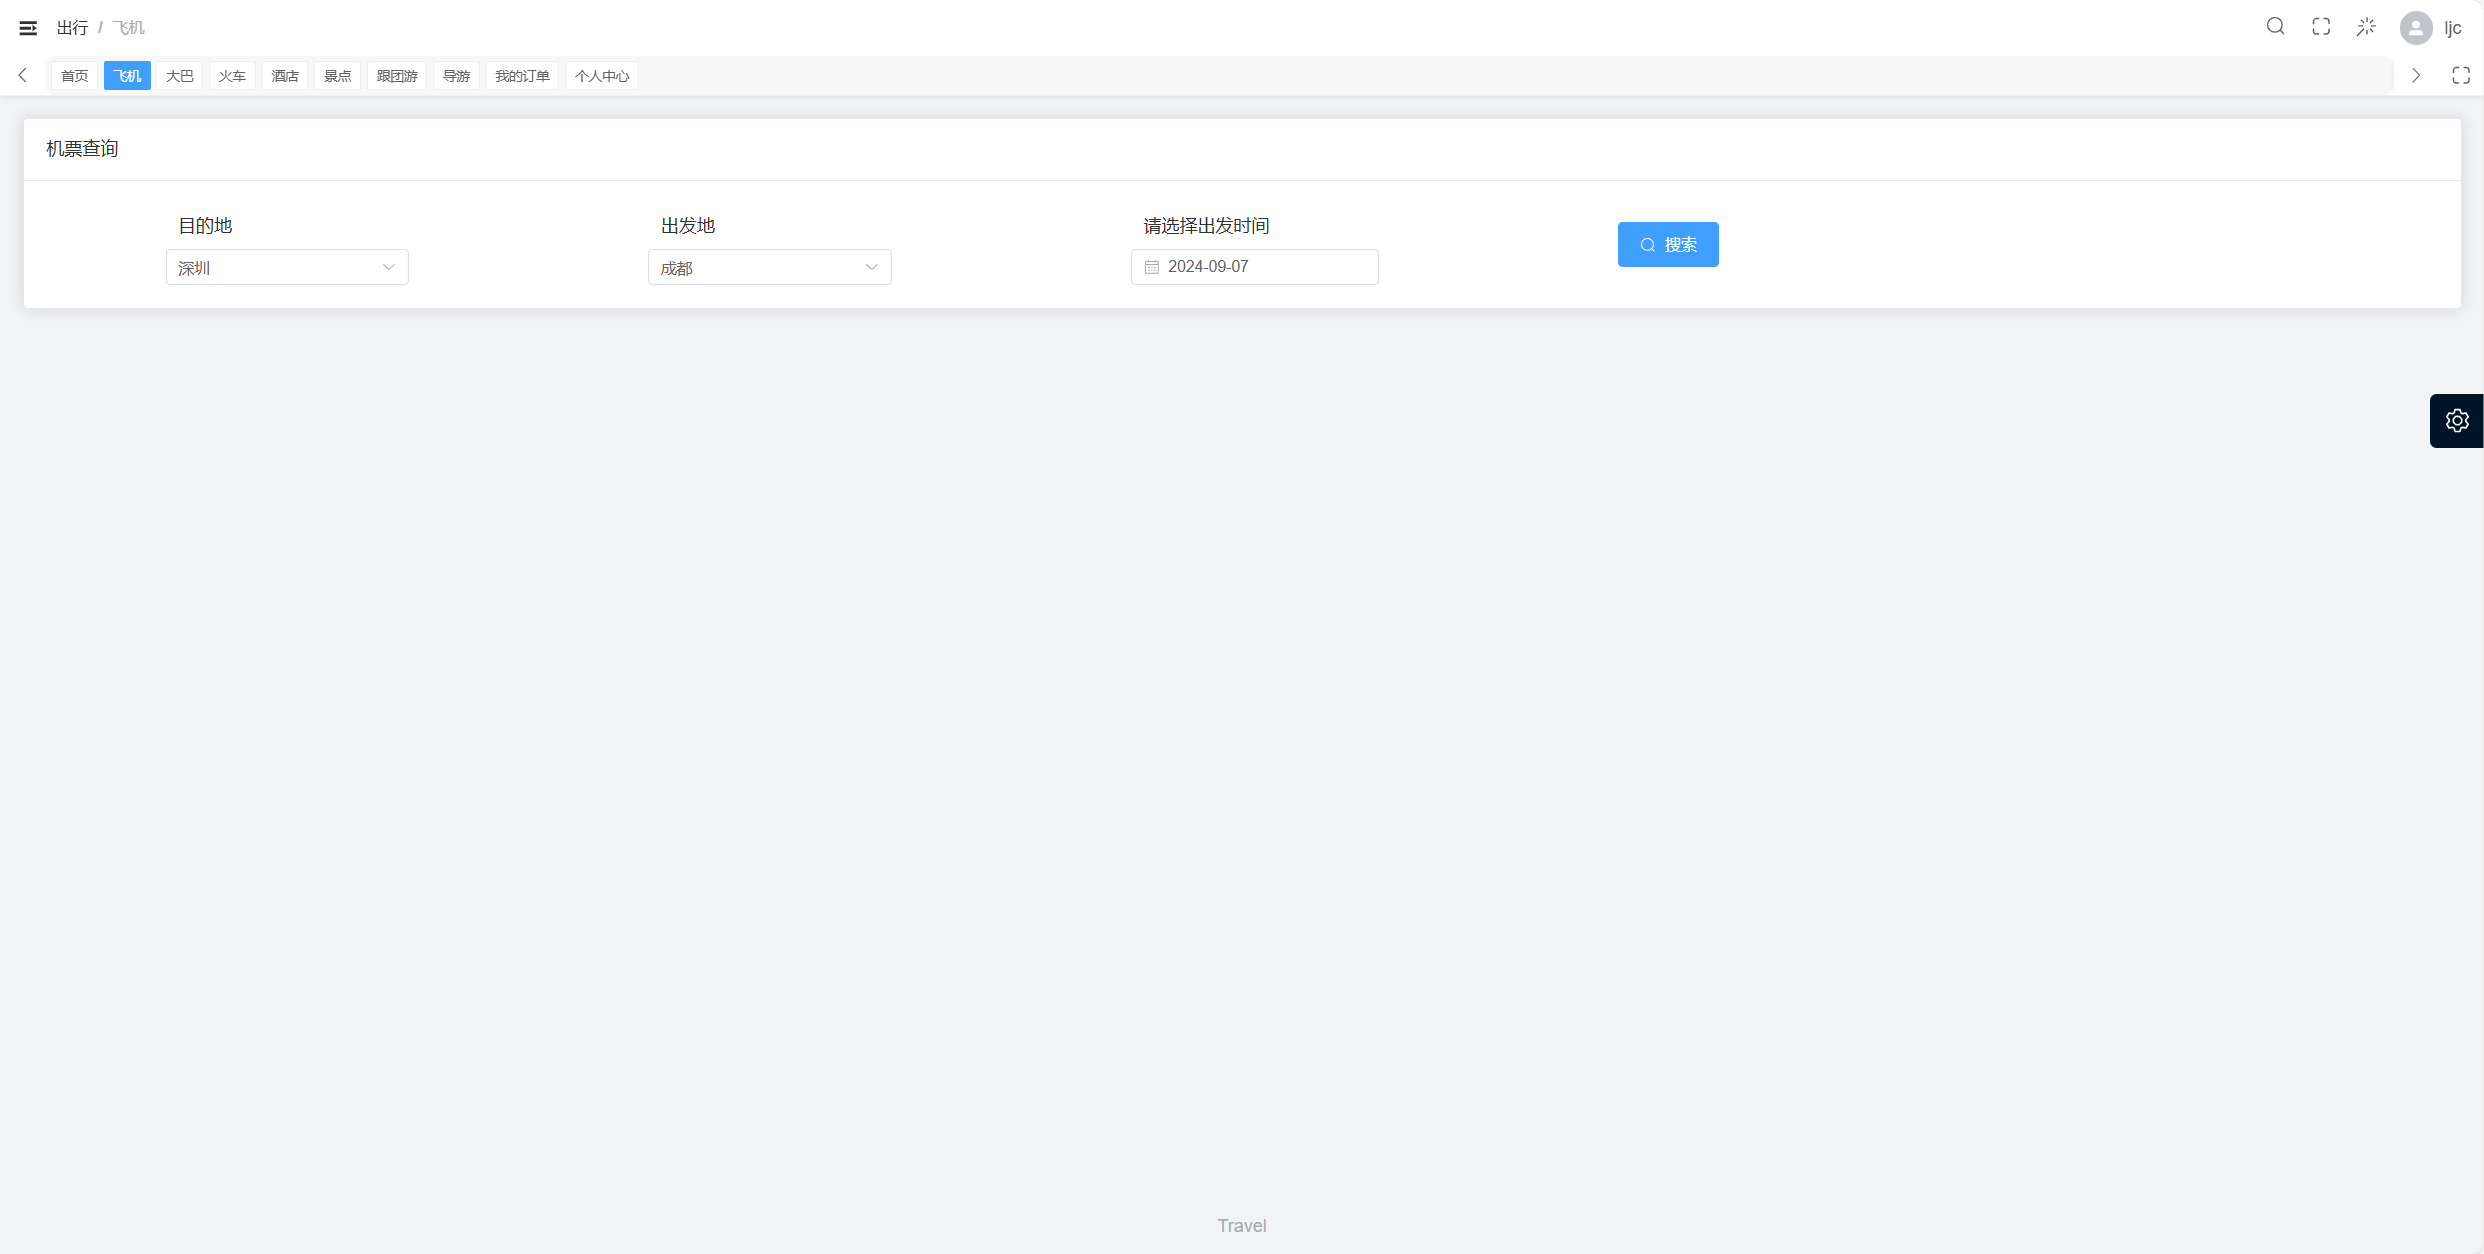 出行 / 飞机
ljc
首页 飞机 大巴 火车 酒店 景点 跟团游 导游 我的订单 个人中心
机票查询
目的地 出发地 请选择出发时间
深圳 成都 2024-09-07 搜索
Travel